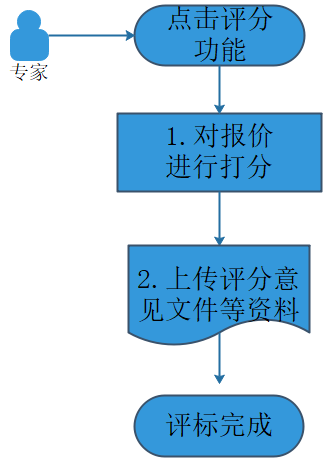 点击评分
功能
专家
1.对报价
进行打分
2.上传评分意
见文件等资料
评标完成